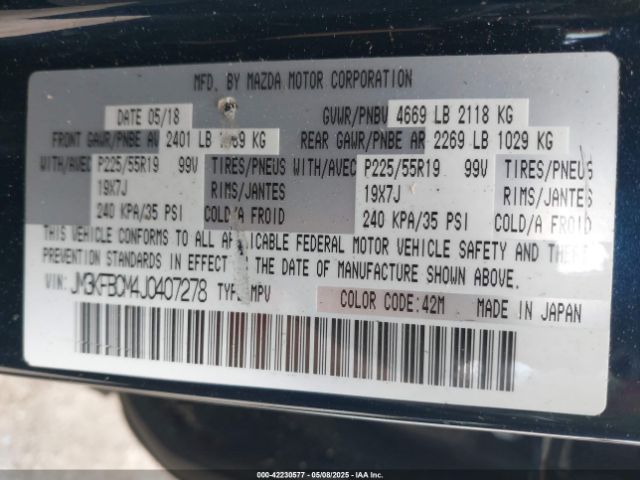 MFD. BY MAZDA MOTOR CORPORATION
DATE 05/18 GVWR/PNBV 4669 LB 2118 KG
FRONT GAWR/PNBE AV 2401 LB KG REAR GAWR/PNBE AR 2269 LB 1029 KG
WITH/AVEC P225/55R19 99V TIRES/PNEUS WITH/AVEC P225/55R19 99V TIRES/PNEUS
19X7J RIMS/JANTES 19X7J RIMS/JANTES
240 KPA/35 PSI COLD/A FROID 240 KPA/35 PSI COLD/A FROID
THIS VEHICLE CONFORMS TO ALL APPLICABLE FEDERAL MOTOR VEHICLE SAFETY AND THEFT
PREVENTION STANDARDS IN EFFECT THE DATE OF MANUFACTURE SHOWN ABOVE.
VIN: JM3KFBCM4J0407278 TYPE: MPV COLOR CODE:42M MADE IN JAPAN
000-42230577 — 05/08/2025 — IAA, Inc.